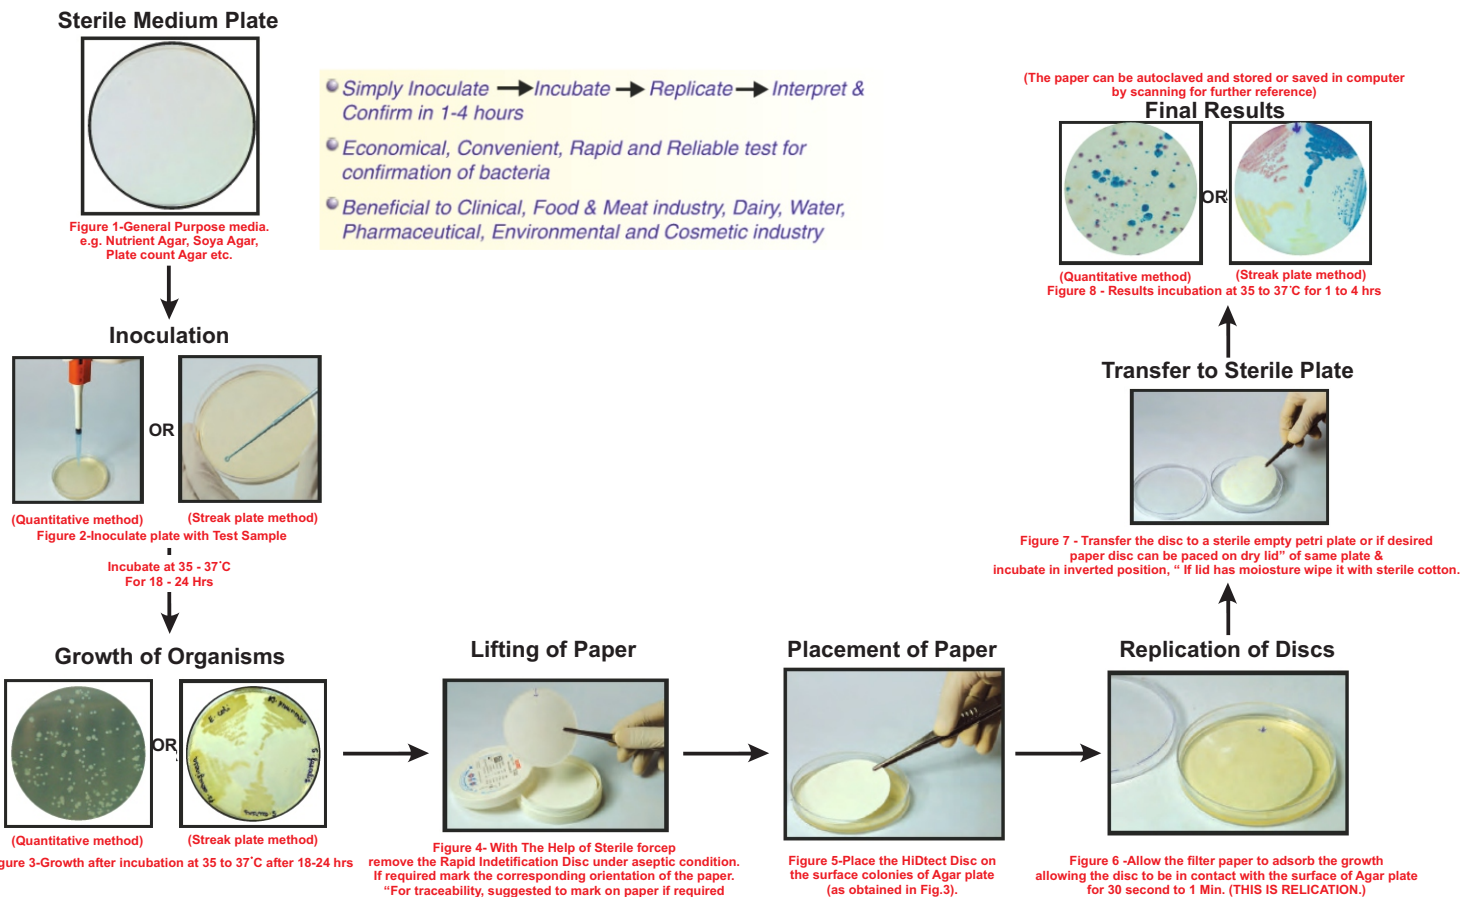 Sterile Medium Plate
Figure 1-General Purpose media.
e.g. Nutrient Agar, Soya Agar,
Plate count Agar etc.
Simply Inoculate Incubate Replicate Interpret &
Confirm in 1-4 hours
Economical, Convenient, Rapid and Reliable test for
confirmation of bacteria
Beneficial to Clinical, Food & Meat industry, Dairy, Water,
Pharmaceutical, Environmental and Cosmetic industry
Inoculation
OR
(Quantitative method)
(Streak plate method)
Figure 2-Inoculate plate with Test Sample
Incubate at 35 - 37°C
For 18 - 24 Hrs
Growth of Organisms
E. coli
OR
(Quantitative method)
(Streak plate method)
gure 3-Growth after incubation at 35 to 37°C after 18-24 hrs
Lifting of Paper
Figure 4- With The Help of Sterile forcep
remove the Rapid Indetification Disc under aseptic condition.
If required mark the corresponding orientation of the paper.
“For traceability, suggested to mark on paper if required
Placement of Paper
Figure 5-Place the HiDtect Disc on
the surface colonies of Agar plate
(as obtained in Fig.3).
Replication of Discs
Figure 6 -Allow the filter paper to adsorb the growth
allowing the disc to be in contact with the surface of Agar plate
for 30 second to 1 Min. (THIS IS RELICATION.)
Transfer to Sterile Plate
Figure 7 - Transfer the disc to a sterile empty petri plate or if desired
paper disc can be paced on dry lid” of same plate &
incubate in inverted position, “ If lid has moiosture wipe it with sterile cotton.
(The paper can be autoclaved and stored or saved in computer
by scanning for further reference)
Final Results
OR
(Quantitative method)
(Streak plate method)
Figure 8 - Results incubation at 35 to 37°C for 1 to 4 hrs